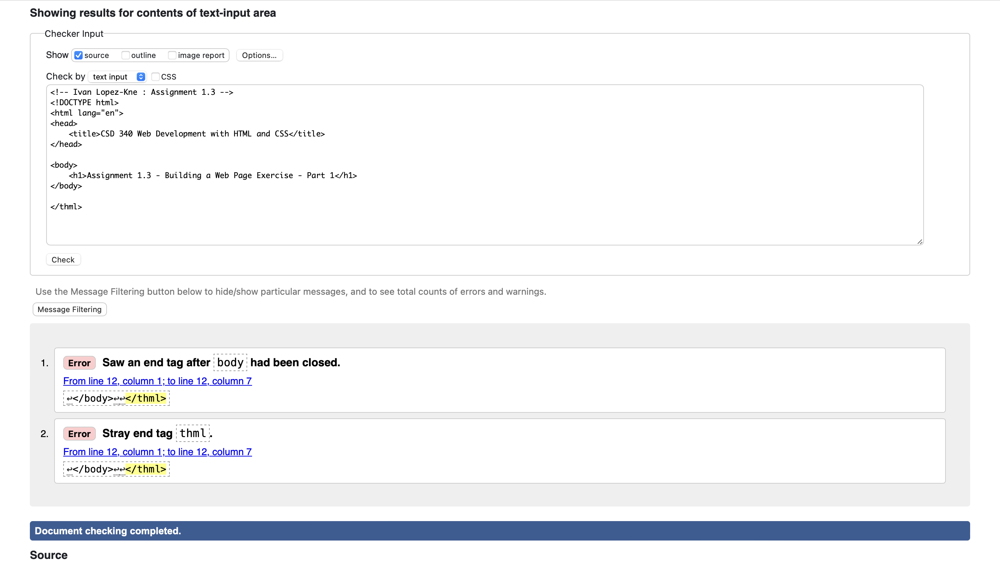 Showing results for contents of text-input area
Checker Input
Show source outline image report Options...
Check by text input CSS
<!-- Ivan Lopez-Kne : Assignment 1.3 -->
<!DOCTYPE html>
<html lang="en">
<head>
    <title>CSD 340 Web Development with HTML and CSS</title>
</head>
<body>
    <h1>Assignment 1.3 - Building a Web Page Exercise - Part 1</h1>
</body>
</thml>
Check
Use the Message Filtering button below to hide/show particular messages, and to see total counts of errors and warnings.
Message Filtering
1. Error Saw an end tag after body had been closed.
From line 12, column 1; to line 12, column 7
↩</body>↩↩</thml>
2. Error Stray end tag thml.
From line 12, column 1; to line 12, column 7
↩</body>↩↩</thml>
Document checking completed.
Source